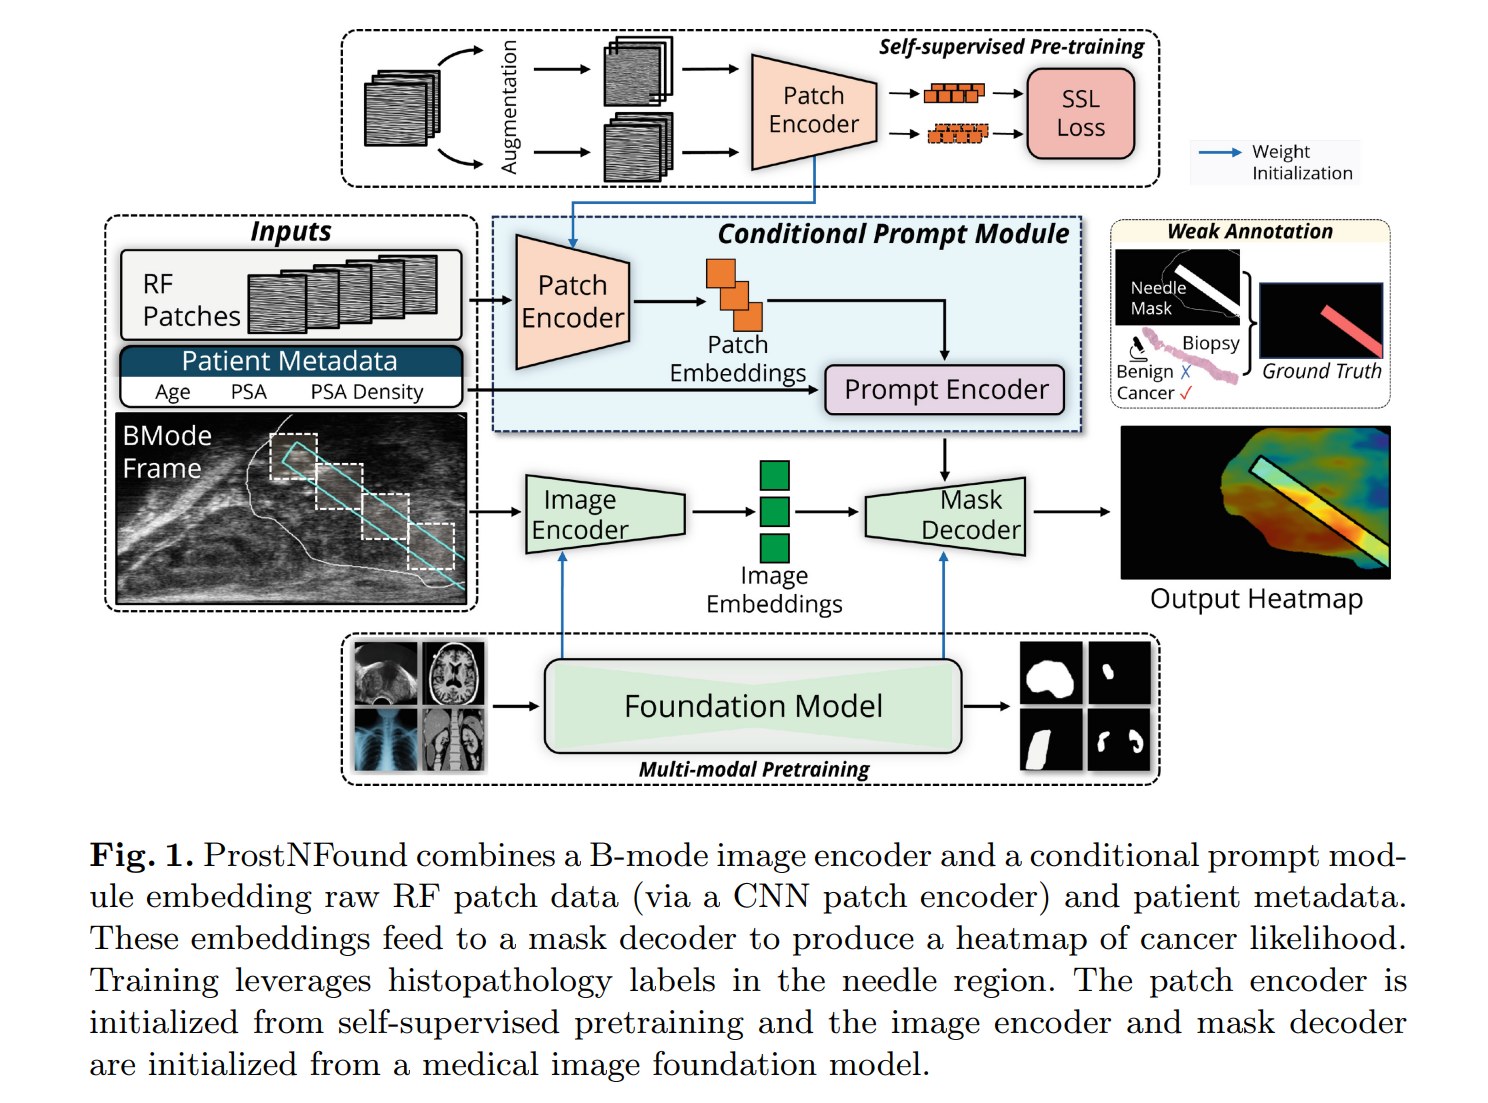 Self-supervised Pre-training
Augmentation
Patch
Encoder
SSL
Loss
Weight
Initialization
Inputs
RF
Patches
Patient Metadata
Age PSA PSA Density
BMode
Frame
Conditional Prompt Module
Patch
Encoder
Patch
Embeddings
Prompt Encoder
Weak Annotation
Needle
Mask
Biopsy
Benign ✗
Cancer ✓
Ground Truth
Image
Encoder
Image
Embeddings
Mask
Decoder
Output Heatmap
Foundation Model
Multi-modal Pretraining
Fig. 1. ProstNFound combines a B-mode image encoder and a conditional prompt mod-
ule embedding raw RF patch data (via a CNN patch encoder) and patient metadata.
These embeddings feed to a mask decoder to produce a heatmap of cancer likelihood.
Training leverages histopathology labels in the needle region. The patch encoder is
initialized from self-supervised pretraining and the image encoder and mask decoder
are initialized from a medical image foundation model.